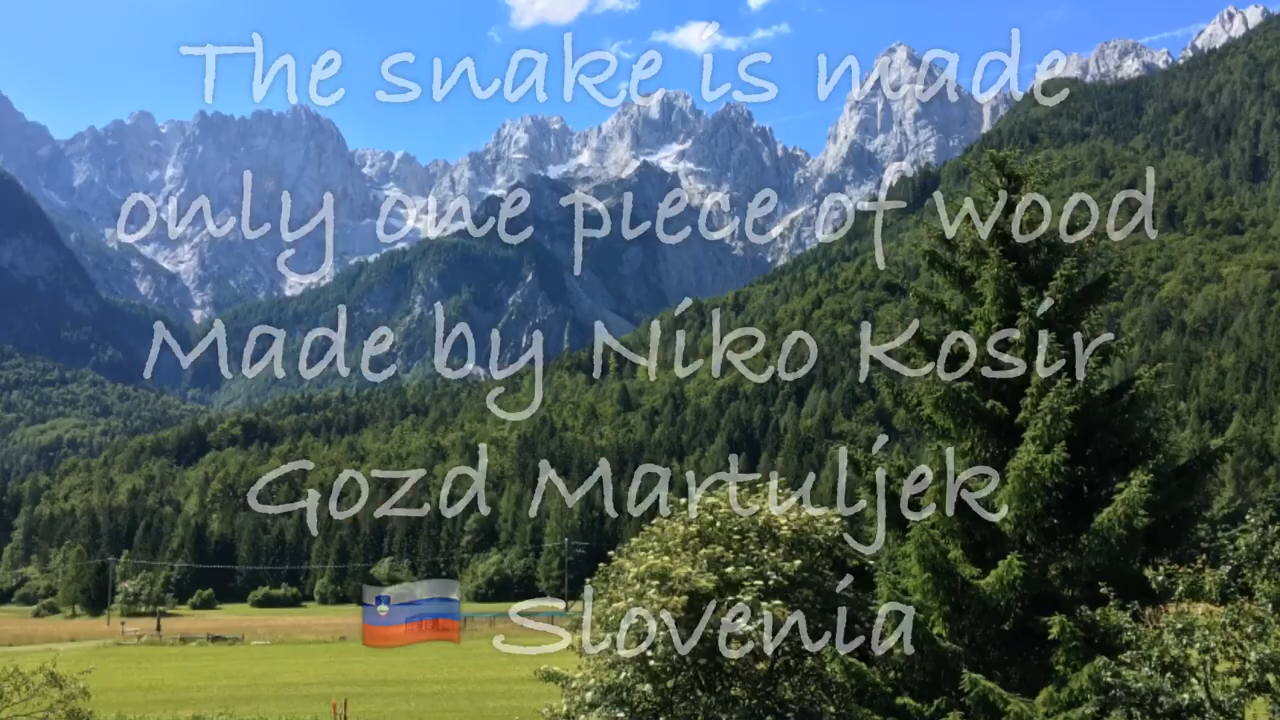 The snake is made
only one piece of wood
Made by Niko Kosir
Gozd Martuljek
🇸🇮 Slovenia